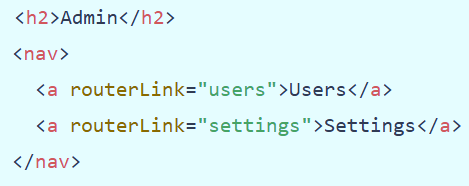 <h2>Admin</h2>
<nav>
  <a routerLink="users">Users</a>
  <a routerLink="settings">Settings</a>
</nav>